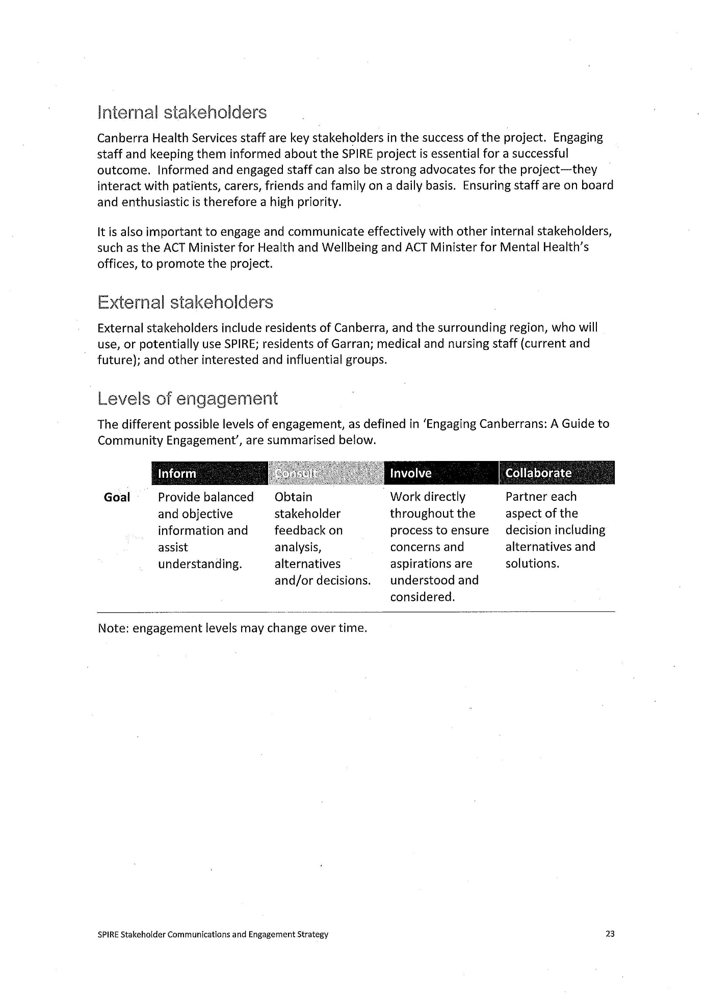 Internal stakeholders
Canberra Health Services staff are key stakeholders in the success of the project.  Engaging
staff and keeping them informed about the SPIRE project is essential for a successful
outcome.  Informed and engaged staff can also be strong advocates for the project—they
interact with patients, carers, friends and family on a daily basis.  Ensuring staff are on board
and enthusiastic is therefore a high priority.
It is also important to engage and communicate effectively with other internal stakeholders,
such as the ACT Minister for Health and Wellbeing and ACT Minister for Mental Health's
offices, to promote the project.
External stakeholders
External stakeholders include residents of Canberra, and the surrounding region, who will
use, or potentially use SPIRE; residents of Garran; medical and nursing staff (current and
future); and other interested and influential groups.
Levels of engagement
The different possible levels of engagement, as defined in 'Engaging Canberrans: A Guide to
Community Engagement', are summarised below.
Inform Consult Involve Collaborate
Goal Provide balanced Obtain Work directly Partner each
and objective stakeholder throughout the aspect of the
information and feedback on process to ensure decision including
assist analysis, concerns and alternatives and
understanding. alternatives aspirations are solutions.
and/or decisions. understood and
considered.
Note: engagement levels may change over time.
SPIRE Stakeholder Communications and Engagement Strategy 23